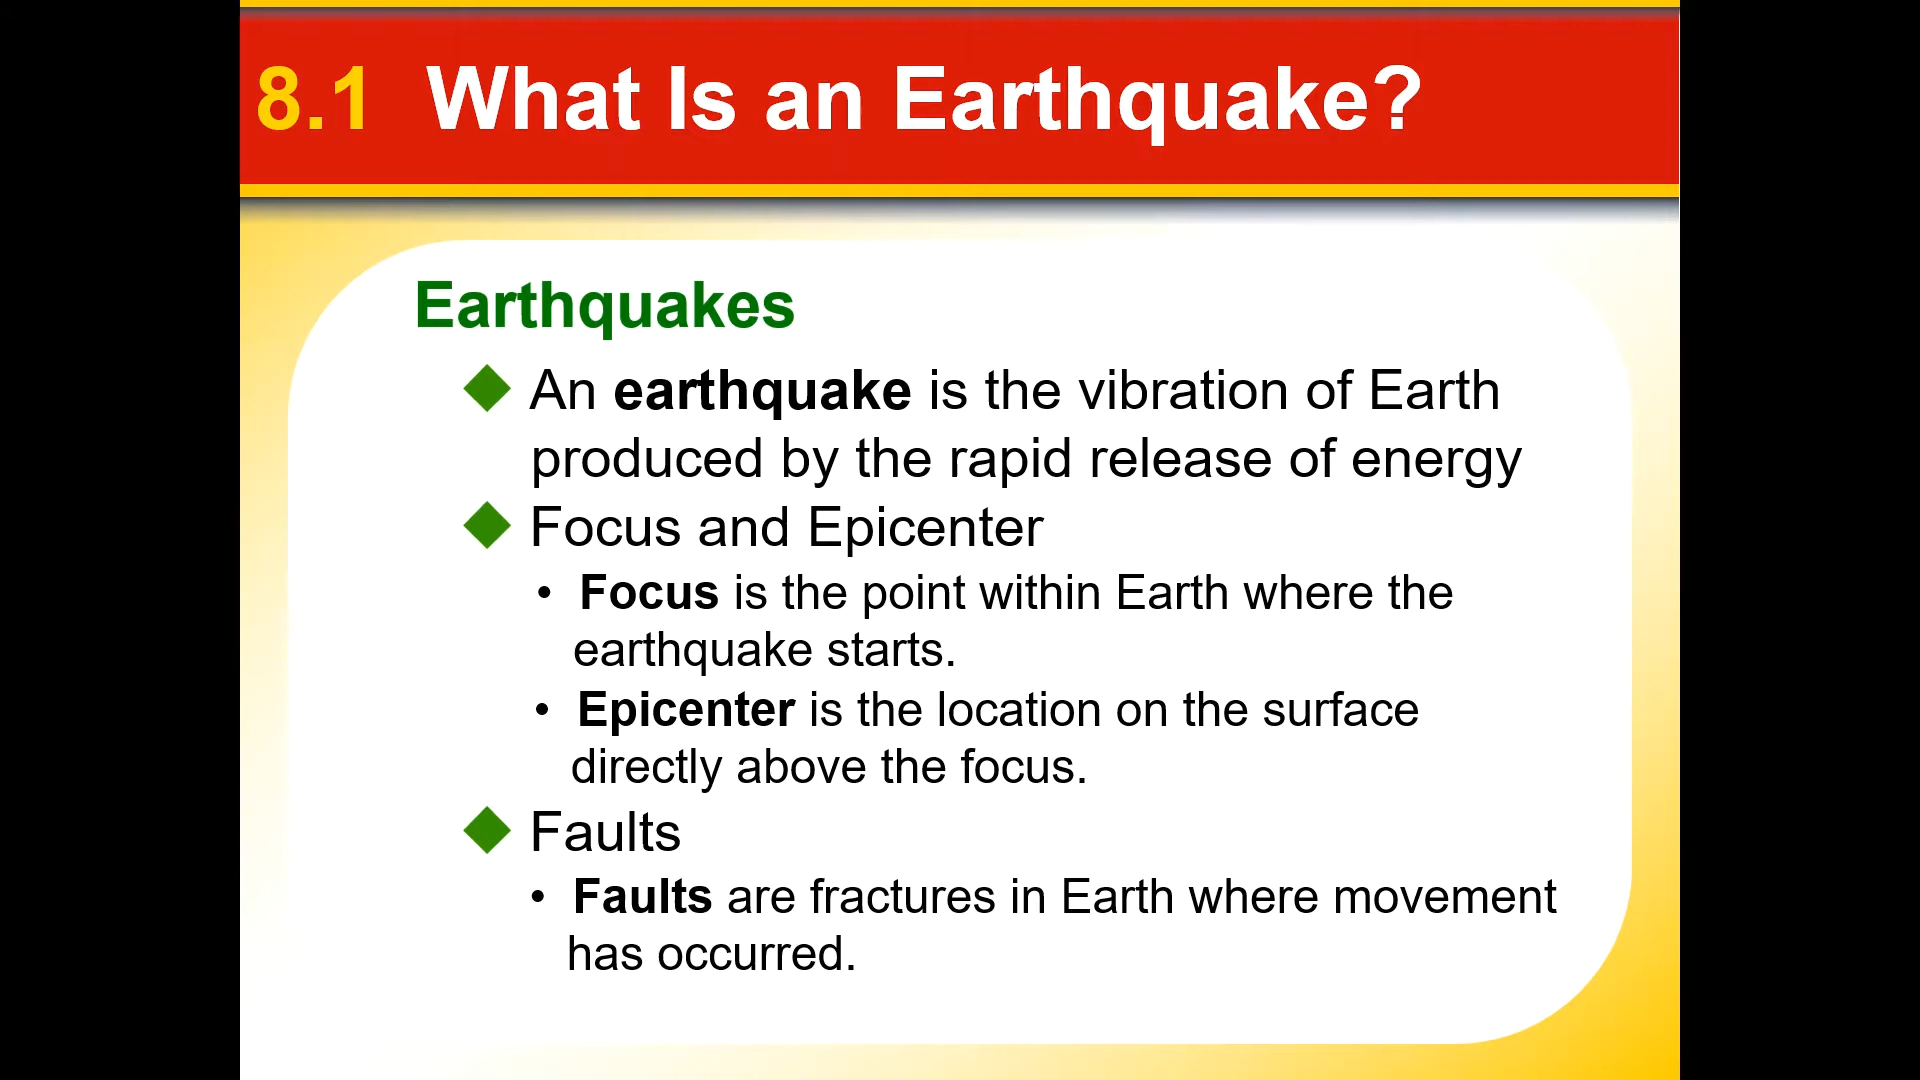 8.1 What Is an Earthquake?
Earthquakes
An earthquake is the vibration of Earth
produced by the rapid release of energy
Focus and Epicenter
• Focus is the point within Earth where the
earthquake starts.
• Epicenter is the location on the surface
directly above the focus.
Faults
• Faults are fractures in Earth where movement
has occurred.